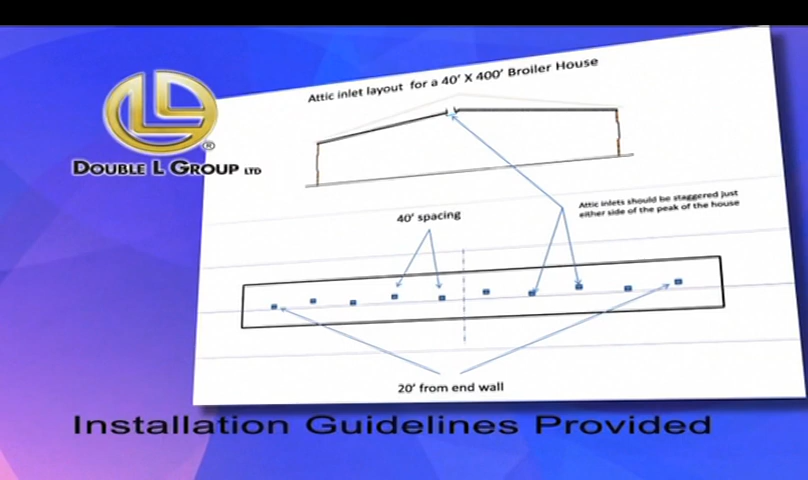 Attic inlet layout for a 40' X 400' Broiler House
®
DOUBLE L GROUP LTD
Attic inlets should be staggered just
either side of the peak of the house
40' spacing
20' from end wall
Installation Guidelines Provided